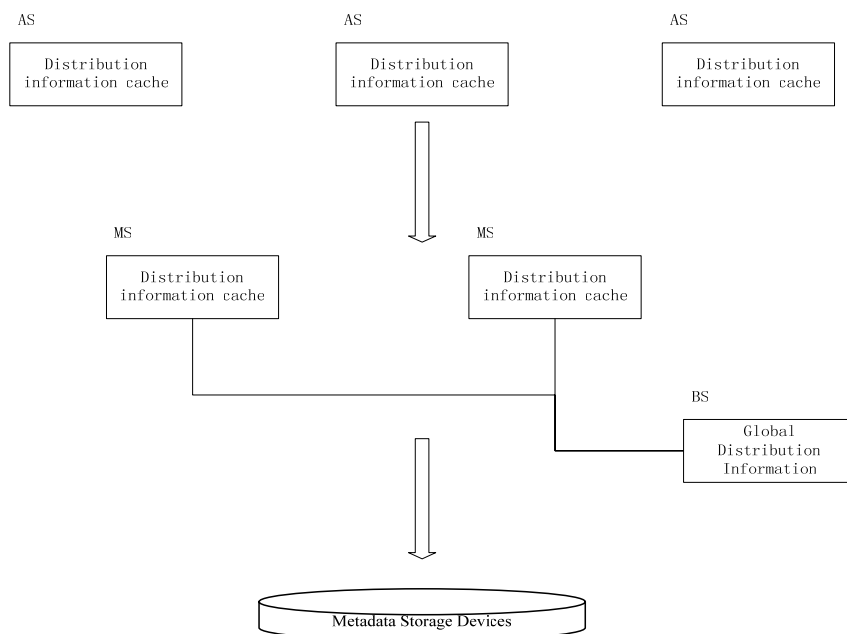 AS
AS
AS
Distribution
information cache
Distribution
information cache
Distribution
information cache
MS
MS
Distribution
information cache
Distribution
information cache
BS
Global
Distribution
Information
Metadata Storage Devices